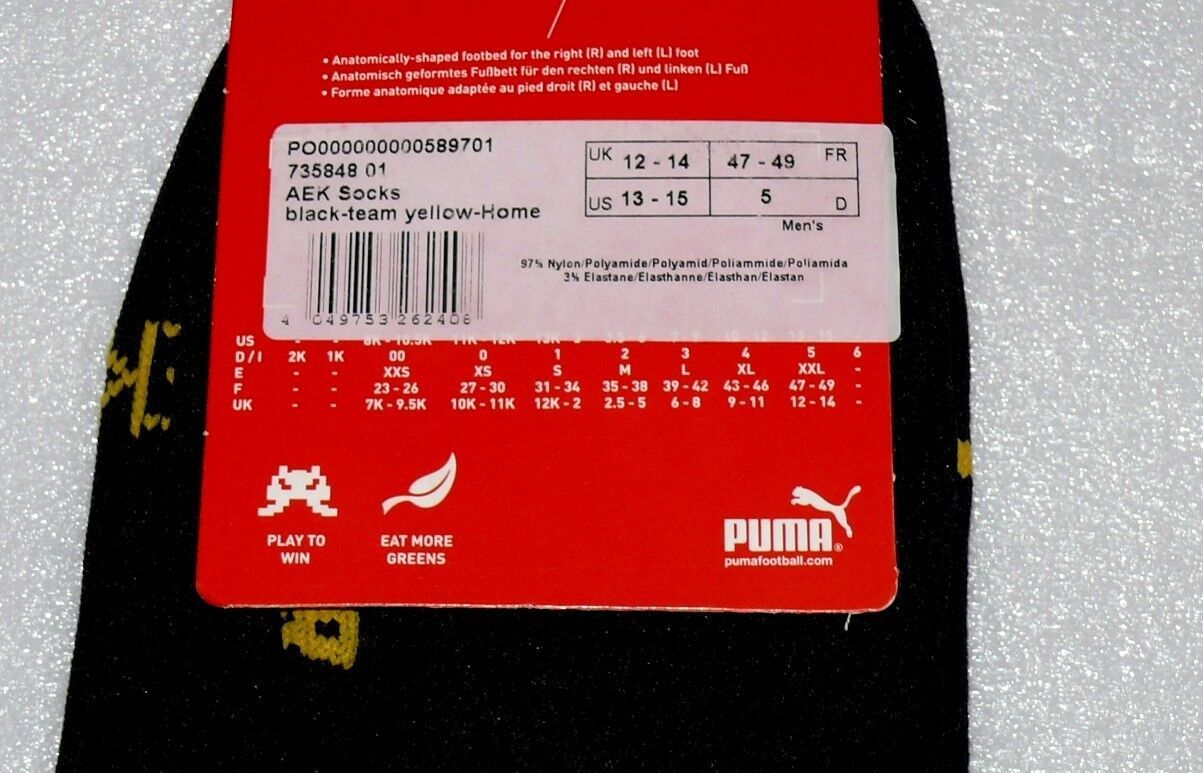 • Anatomically-shaped footbed for the right (R) and left (L) foot
• Anatomisch geformtes Fußbett für den rechten (R) und linken (L) Fuß
• Forme anatomique adaptée au pied droit (R) et gauche (L)
PO000000000589701
735848 01
AEK Socks
black-team yellow-Home
UK 12 - 14 47 - 49 FR
US 13 - 15 5 D
Men's
97% Nylon/Polyamide/Polyamid/Poliammide/Poliamida
3% Elastane/Elasthanne/Elasthan/Elastan
4 049753 262408
US - -
D/I 2K 1K 00 0 1 2 3 4 5 6
E - - XXS XS S M L XL XXL -
F - - 23 - 26 27 - 30 31 - 34 35 - 38 39 - 42 43 - 46 47 - 49 -
UK - - 7K - 9.5K 10K - 11K 12K - 2 2.5 - 5 6 - 8 9 - 11 12 - 14 -
PLAY TO
WIN
EAT MORE
GREENS
PUMA®
pumafootball.com